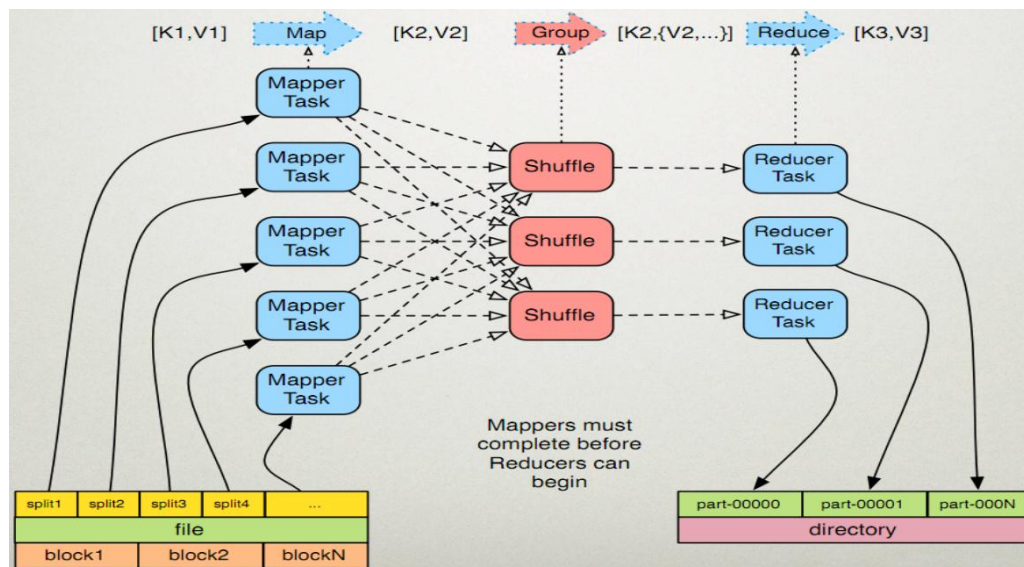 [K1,V1] Map [K2,V2] Group [K2,{V2,...}] Reduce [K3,V3]
Mapper
Task
Mapper
Task
Mapper
Task
Mapper
Task
Mapper
Task
Shuffle
Shuffle
Shuffle
Reducer
Task
Reducer
Task
Reducer
Task
Mappers must
complete before
Reducers can
begin
split1 split2 split3 split4 ...
file
block1 block2 blockN
part-00000 part-00001 part-000N
directory